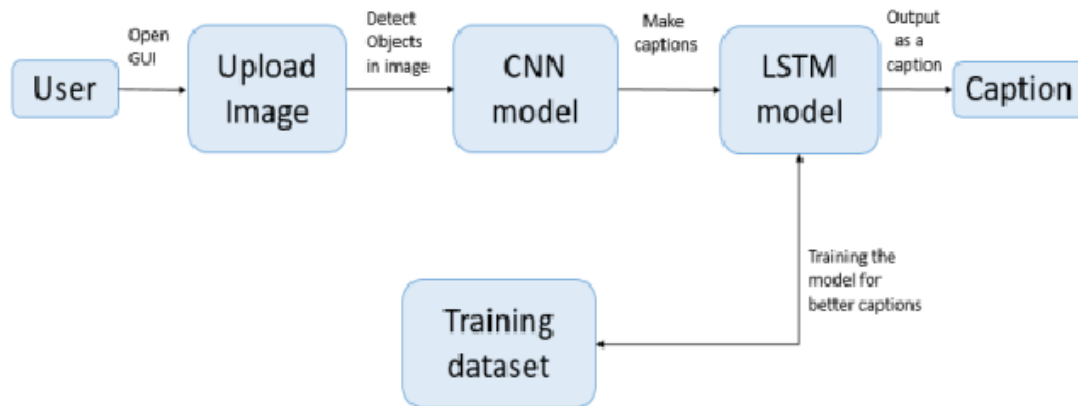 User
Open
GUI
Upload
Image
Detect
Objects
in image
CNN
model
Make
captions
LSTM
model
Output
as a
caption
Caption
Training the
model for
better captions
Training
dataset